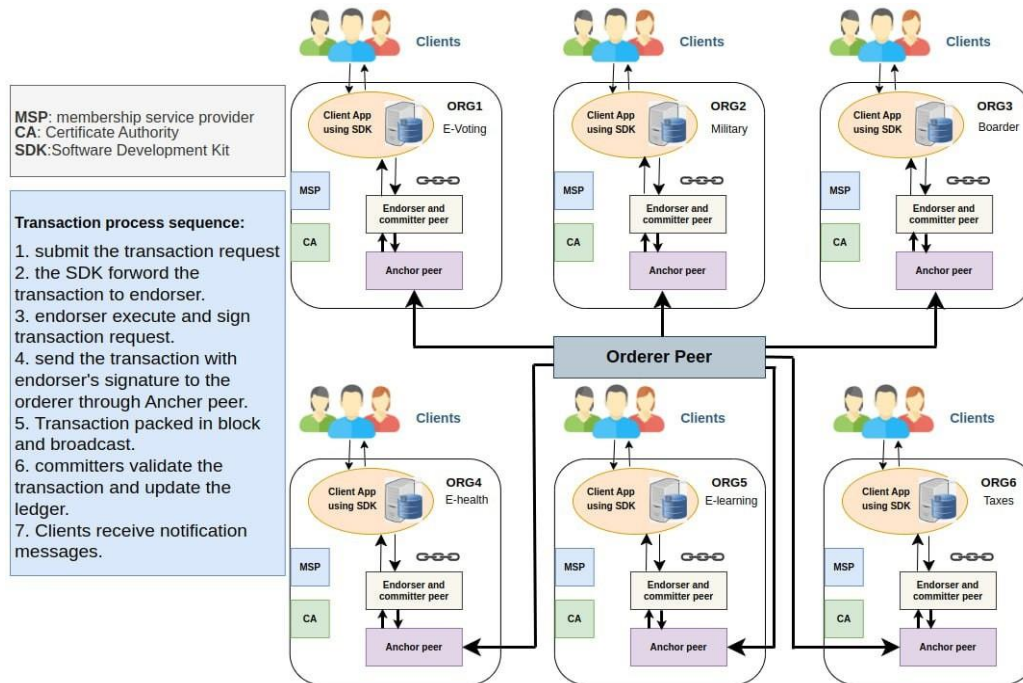 MSP: membership service provider
CA: Certificate Authority
SDK:Software Development Kit
Transaction process sequence:
1. submit the transaction request
2. the SDK forword the
transaction to endorser.
3. endorser execute and sign
transaction request.
4. send the transaction with
endorser's signature to the
orderer through Ancher peer.
5. Transaction packed in block
and broadcast.
6. committers validate the
transaction and update the
ledger.
7. Clients receive notification
messages.
Clients
ORG1
E-Voting
Client App
using SDK
MSP
CA
Endorser and
committer peer
Anchor peer
Clients
ORG2
Military
Client App
using SDK
MSP
CA
Endorser and
committer peer
Anchor peer
Clients
ORG3
Boarder
Client App
using SDK
MSP
CA
Endorser and
committer peer
Anchor peer
Orderer Peer
Clients
ORG4
E-health
Client App
using SDK
MSP
CA
Endorser and
committer peer
Anchor peer
Clients
ORG5
E-learning
Client App
using SDK
MSP
CA
Endorser and
committer peer
Anchor peer
Clients
ORG6
Taxes
Client App
using SDK
MSP
CA
Endorser and
committer peer
Anchor peer